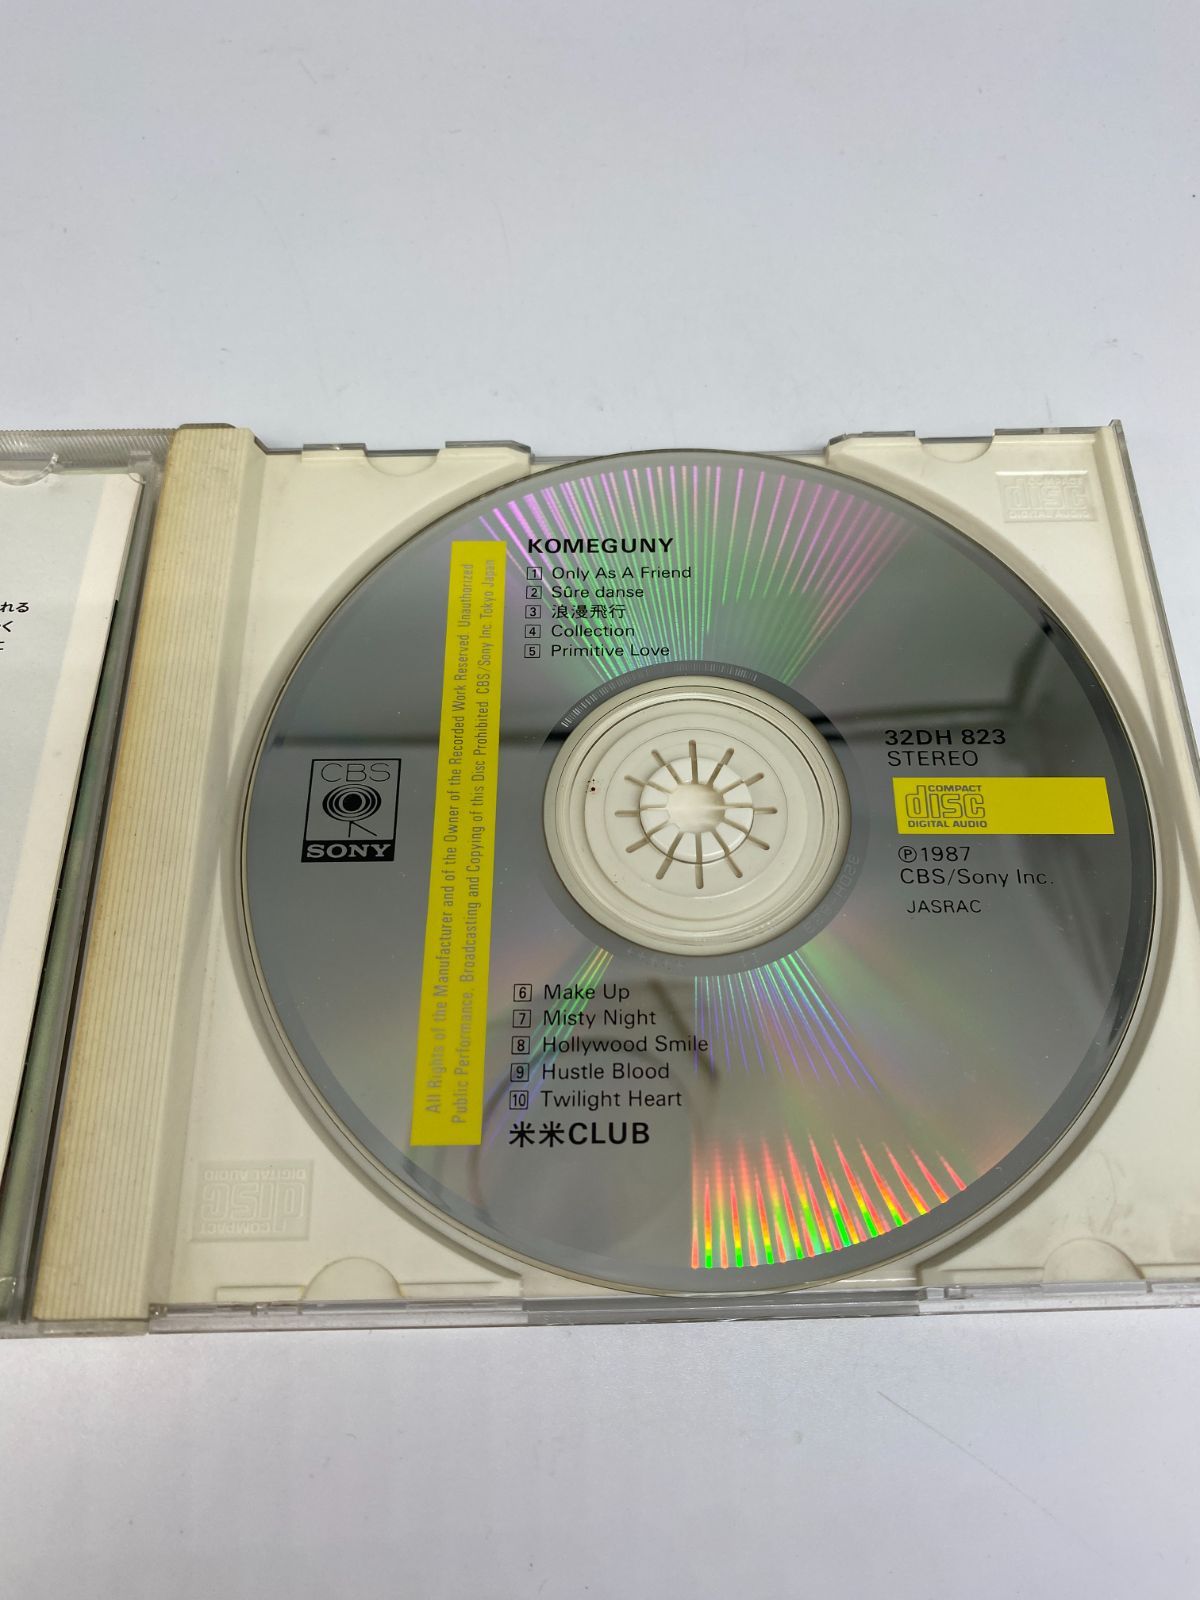 れる
く
KOMEGUNY
1 Only As A Friend
2 Sûre danse
3 浪漫飛行
4 Collection
5 Primitive Love
CBS
SONY
All Rights of the Manufacturer and of the Owner of the Recorded Work Reserved. Unauthorized
Public Performance, Broadcasting and Copying of this Disc Prohibited. CBS/Sony Inc. Tokyo Japan
32DH 823
STEREO
COMPACT
disc
DIGITAL AUDIO
Ⓟ1987
CBS/Sony Inc.
JASRAC
6 Make Up
7 Misty Night
8 Hollywood Smile
9 Hustle Blood
10 Twilight Heart
米米CLUB
COMPACT
disc
DIGITAL AUDIO
COMPACT
disc
DIGITAL AUDIO